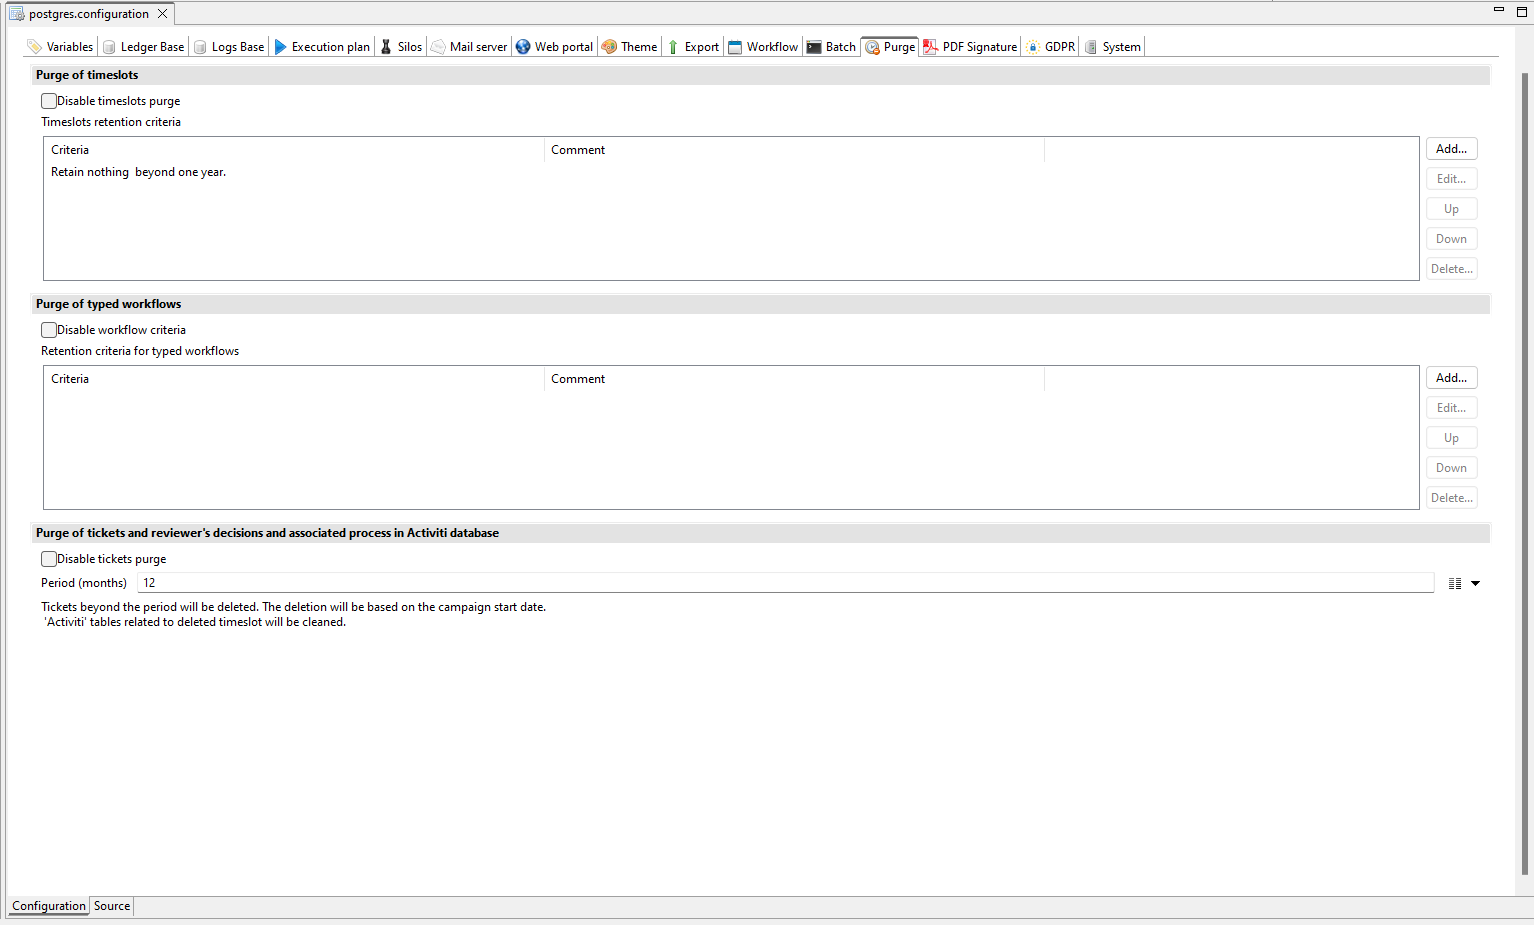 postgres.configuration
Variables Ledger Base Logs Base Execution plan Silos Mail server Web portal Theme Export Workflow Batch Purge PDF Signature GDPR System
Purge of timeslots
Disable timeslots purge
Timeslots retention criteria
Criteria Comment
Retain nothing  beyond one year.
Add...
Edit...
Up
Down
Delete...
Purge of typed workflows
Disable workflow criteria
Retention criteria for typed workflows
Criteria Comment
Add...
Edit...
Up
Down
Delete...
Purge of tickets and reviewer's decisions and associated process in Activiti database
Disable tickets purge
Period (months) 12
Tickets beyond the period will be deleted. The deletion will be based on the campaign start date.
'Activiti' tables related to deleted timeslot will be cleaned.
Configuration Source